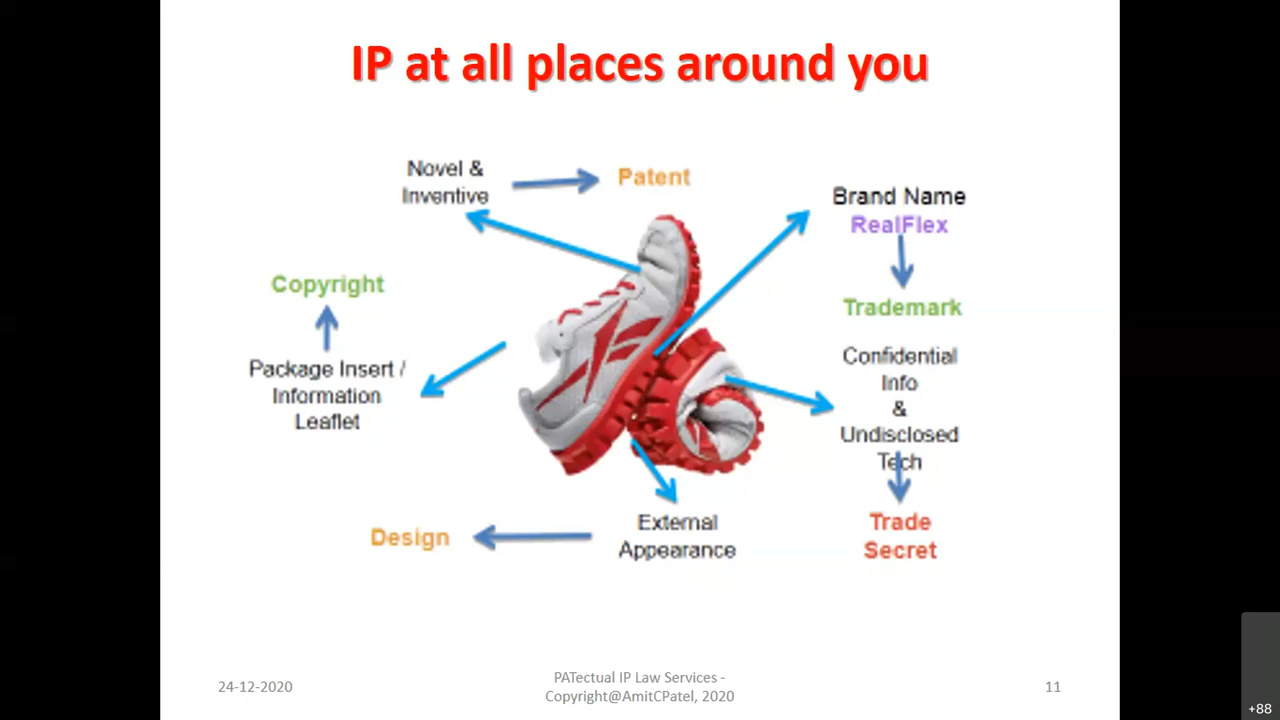 IP at all places around you
Novel &
Inventive
Patent
Brand Name
RealFlex
Trademark
Copyright
Package Insert /
Information
Leaflet
Confidential
Info
&
Undisclosed
Tech
Trade
Secret
External
Appearance
Design
24-12-2020
PATectual IP Law Services -
Copyright@AmitCPatel, 2020
11
+88